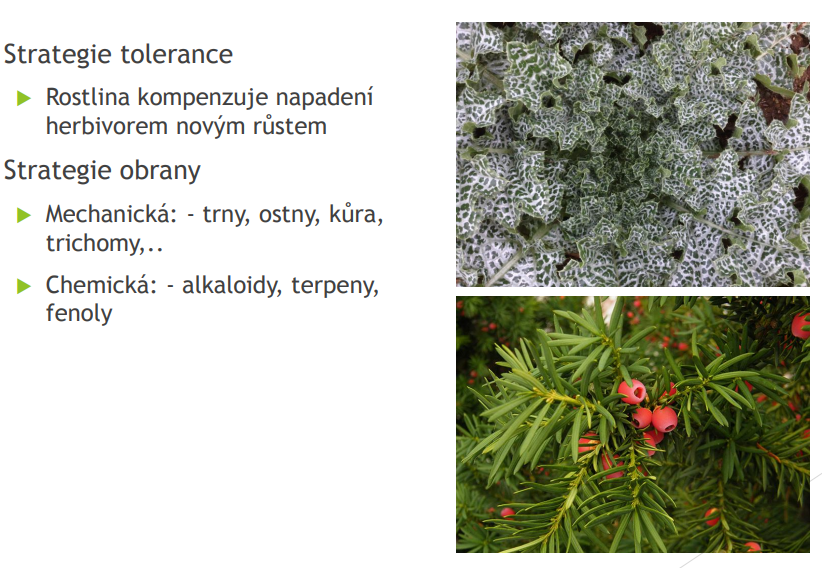 Strategie tolerance
Rostlina kompenzuje napadení
herbivorem novým růstem
Strategie obrany
Mechanická: - trny, ostny, kůra,
trichomy,..
Chemická: - alkaloidy, terpeny,
fenoly